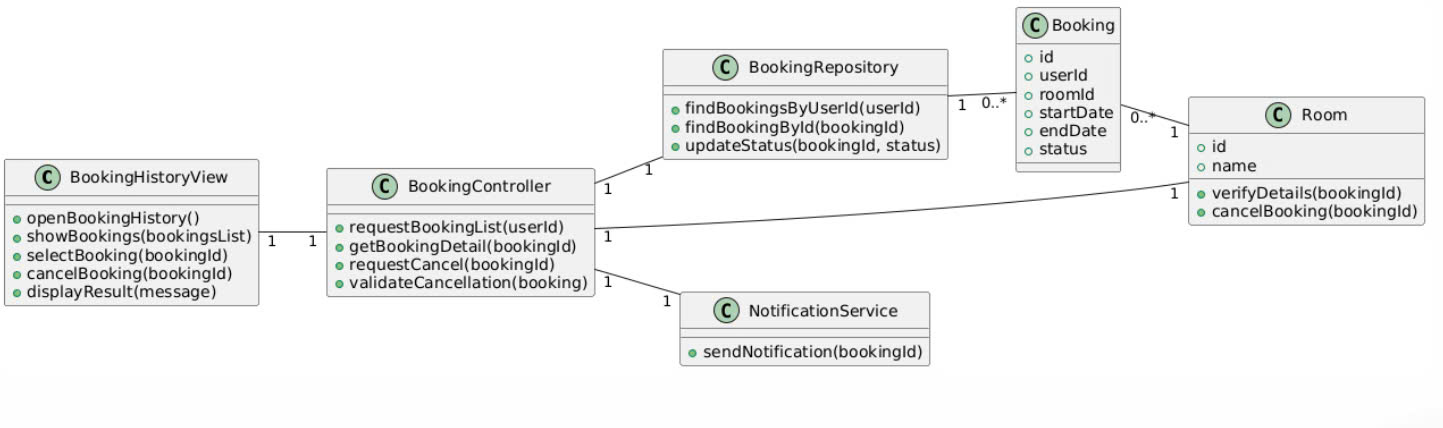 C BookingHistoryView
openBookingHistory()
showBookings(bookingsList)
selectBooking(bookingId)
cancelBooking(bookingId)
displayResult(message)
1
1
C BookingController
requestBookingList(userId)
getBookingDetail(bookingId)
requestCancel(bookingId)
validateCancellation(booking)
1
1
1
1
1
1
C BookingRepository
findBookingsByUserId(userId)
findBookingById(bookingId)
updateStatus(bookingId, status)
1
0..*
C NotificationService
sendNotification(bookingId)
C Booking
id
userId
roomId
startDate
endDate
status
0..*
1
C Room
id
name
verifyDetails(bookingId)
cancelBooking(bookingId)